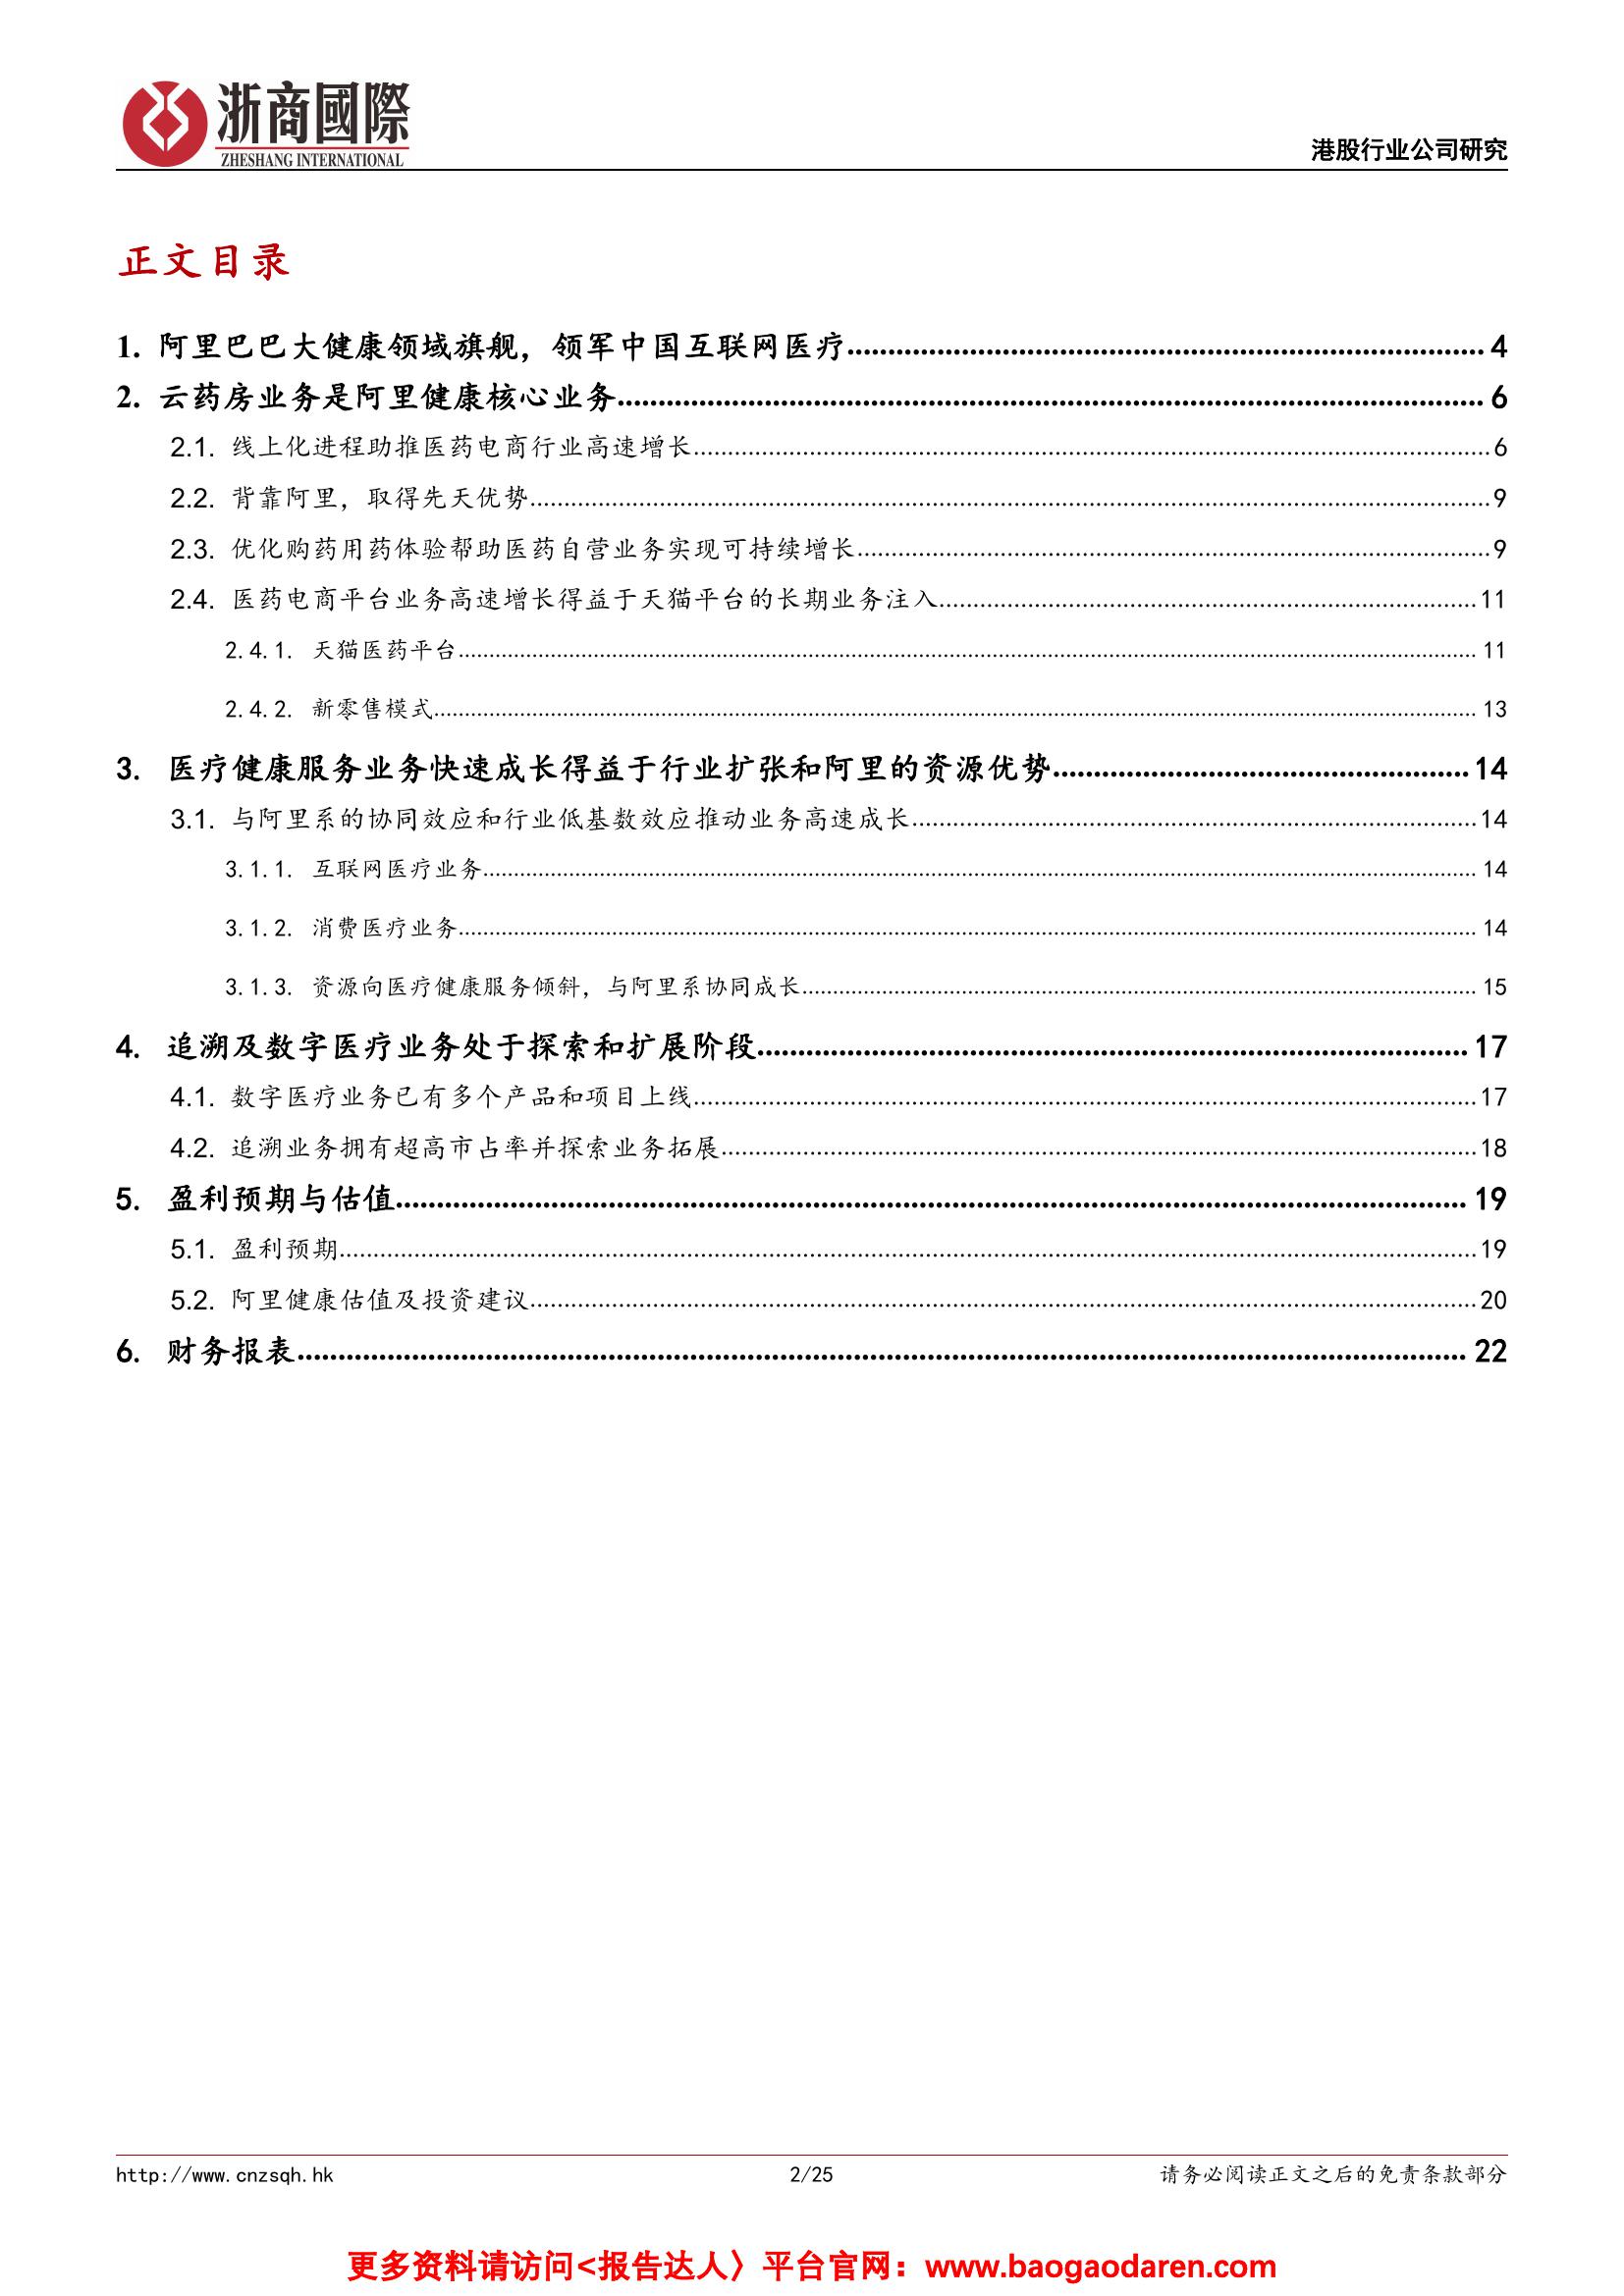 浙商國際
ZHESHANG INTERNATIONAL
港股行业公司研究
正文目录
1. 阿里巴巴大健康领域旗舰，领军中国互联网医疗 4
2. 云药房业务是阿里健康核心业务 6
2.1. 线上化进程助推医药电商行业高速增长 6
2.2. 背靠阿里，取得先天优势 9
2.3. 优化购药用药体验帮助医药自营业务实现可持续增长 9
2.4. 医药电商平台业务高速增长得益于天猫平台的长期业务注入 11
2.4.1. 天猫医药平台 11
2.4.2. 新零售模式 13
3. 医疗健康服务业务快速成长得益于行业扩张和阿里的资源优势 14
3.1. 与阿里系的协同效应和行业低基数效应推动业务高速成长 14
3.1.1. 互联网医疗业务 14
3.1.2. 消费医疗业务 14
3.1.3. 资源向医疗健康服务倾斜，与阿里系协同成长 15
4. 追溯及数字医疗业务处于探索和扩展阶段 17
4.1. 数字医疗业务已有多个产品和项目上线 17
4.2. 追溯业务拥有超高市占率并探索业务拓展 18
5. 盈利预期与估值 19
5.1. 盈利预期 19
5.2. 阿里健康估值及投资建议 20
6. 财务报表 22
http://www.cnzsqh.hk 2/25 请务必阅读正文之后的免责条款部分
更多资料请访问<报告达人〉平台官网：www.baogaodaren.com